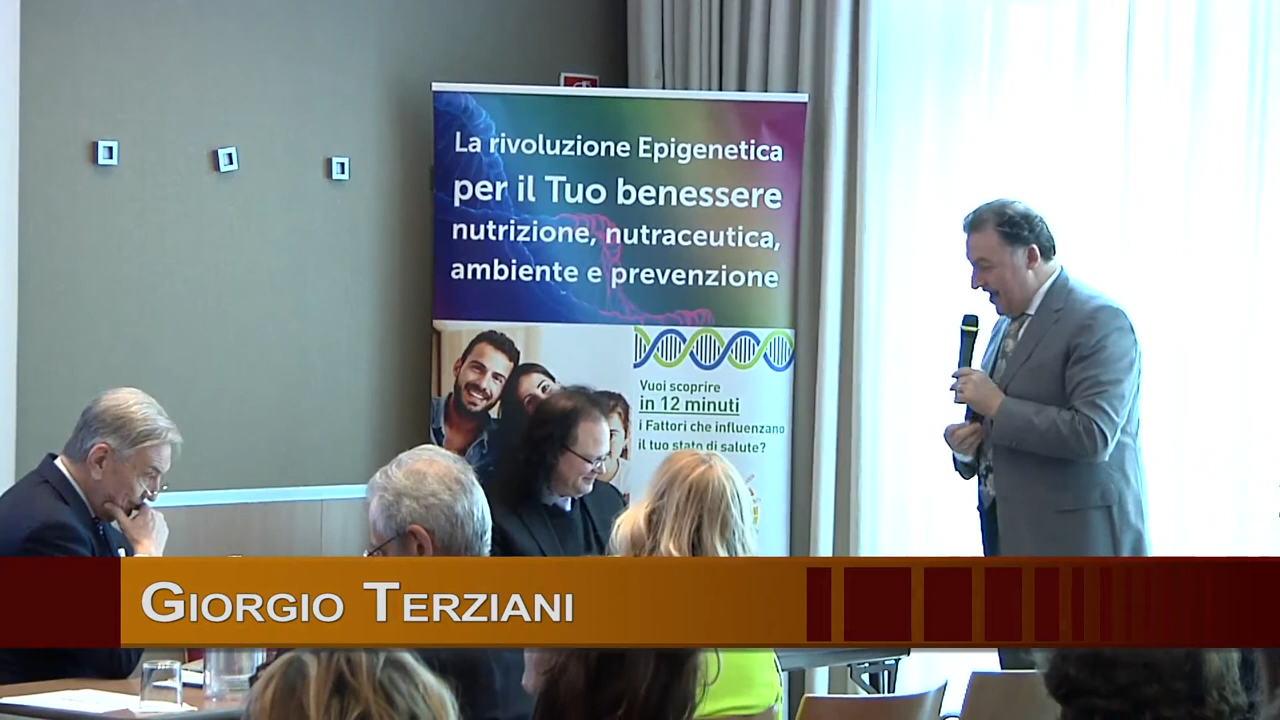 La rivoluzione Epigenetica
per il Tuo benessere
nutrizione, nutraceutica,
ambiente e prevenzione
Vuoi scoprire
in 12 minuti
i Fattori che influenzano
il tuo stato di salute?
GIORGIO TERZIANI